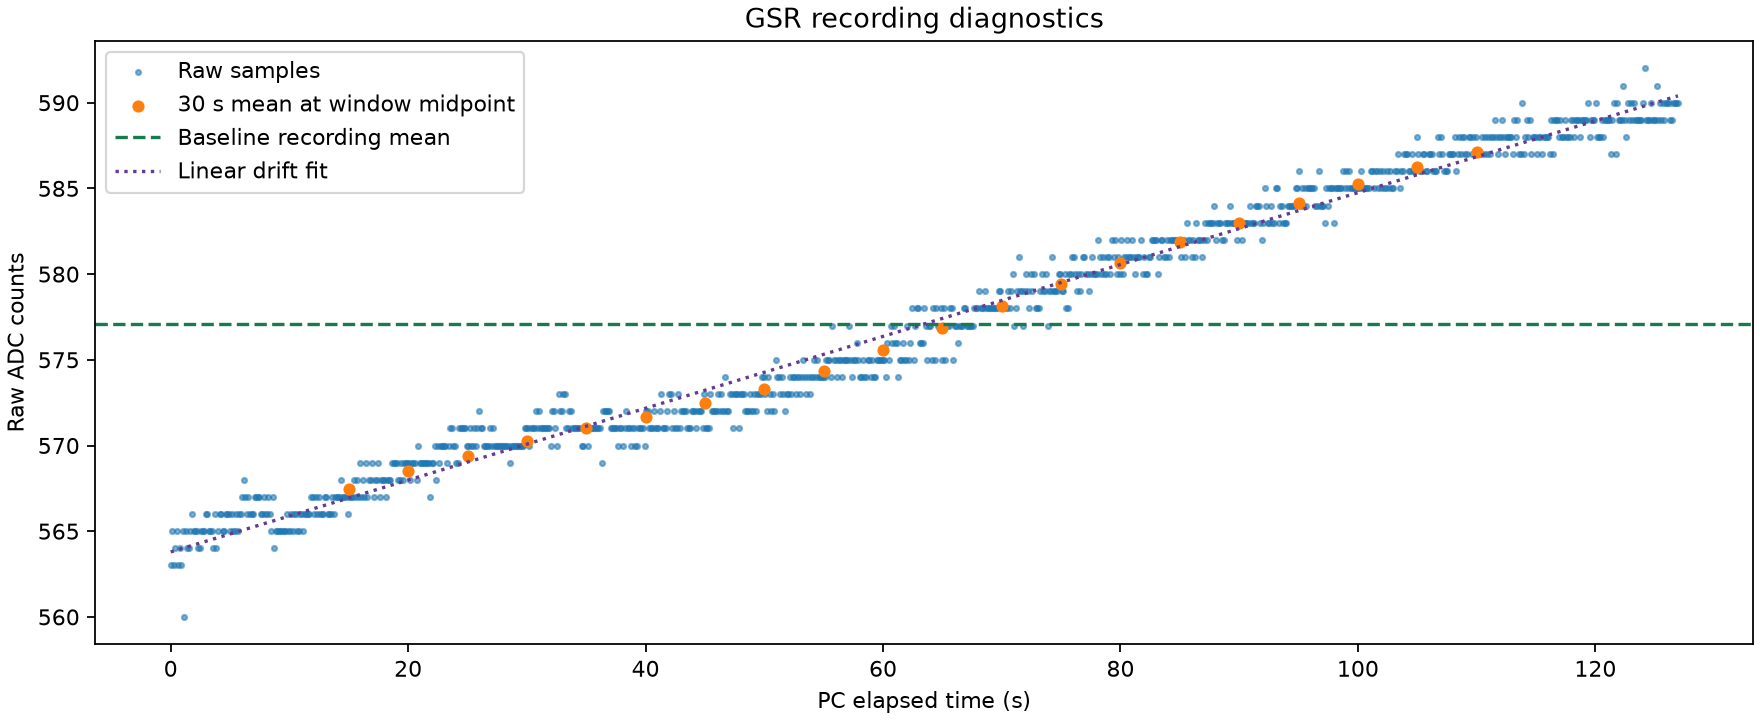 GSR recording diagnostics
Raw samples
30 s mean at window midpoint
Baseline recording mean
Linear drift fit
Raw ADC counts
590
585
580
575
570
565
560
0 20 40 60 80 100 120
PC elapsed time (s)